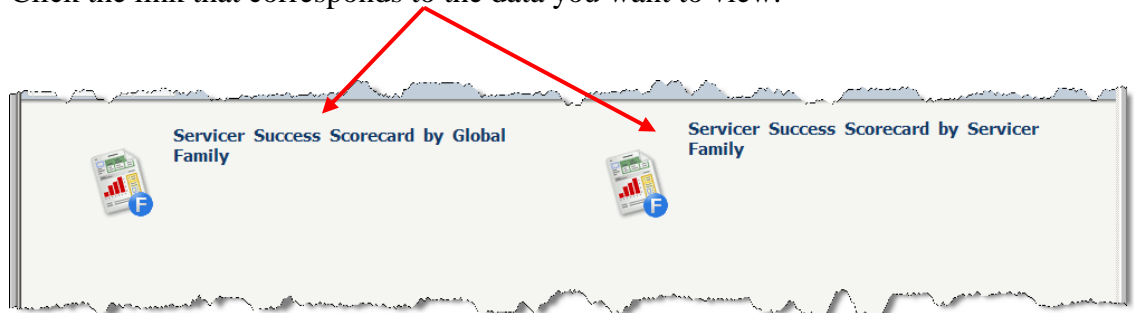 Click the link that corresponds to the data you want to view:
Servicer Success Scorecard by Global
Family
F
Servicer Success Scorecard by Servicer
Family
F